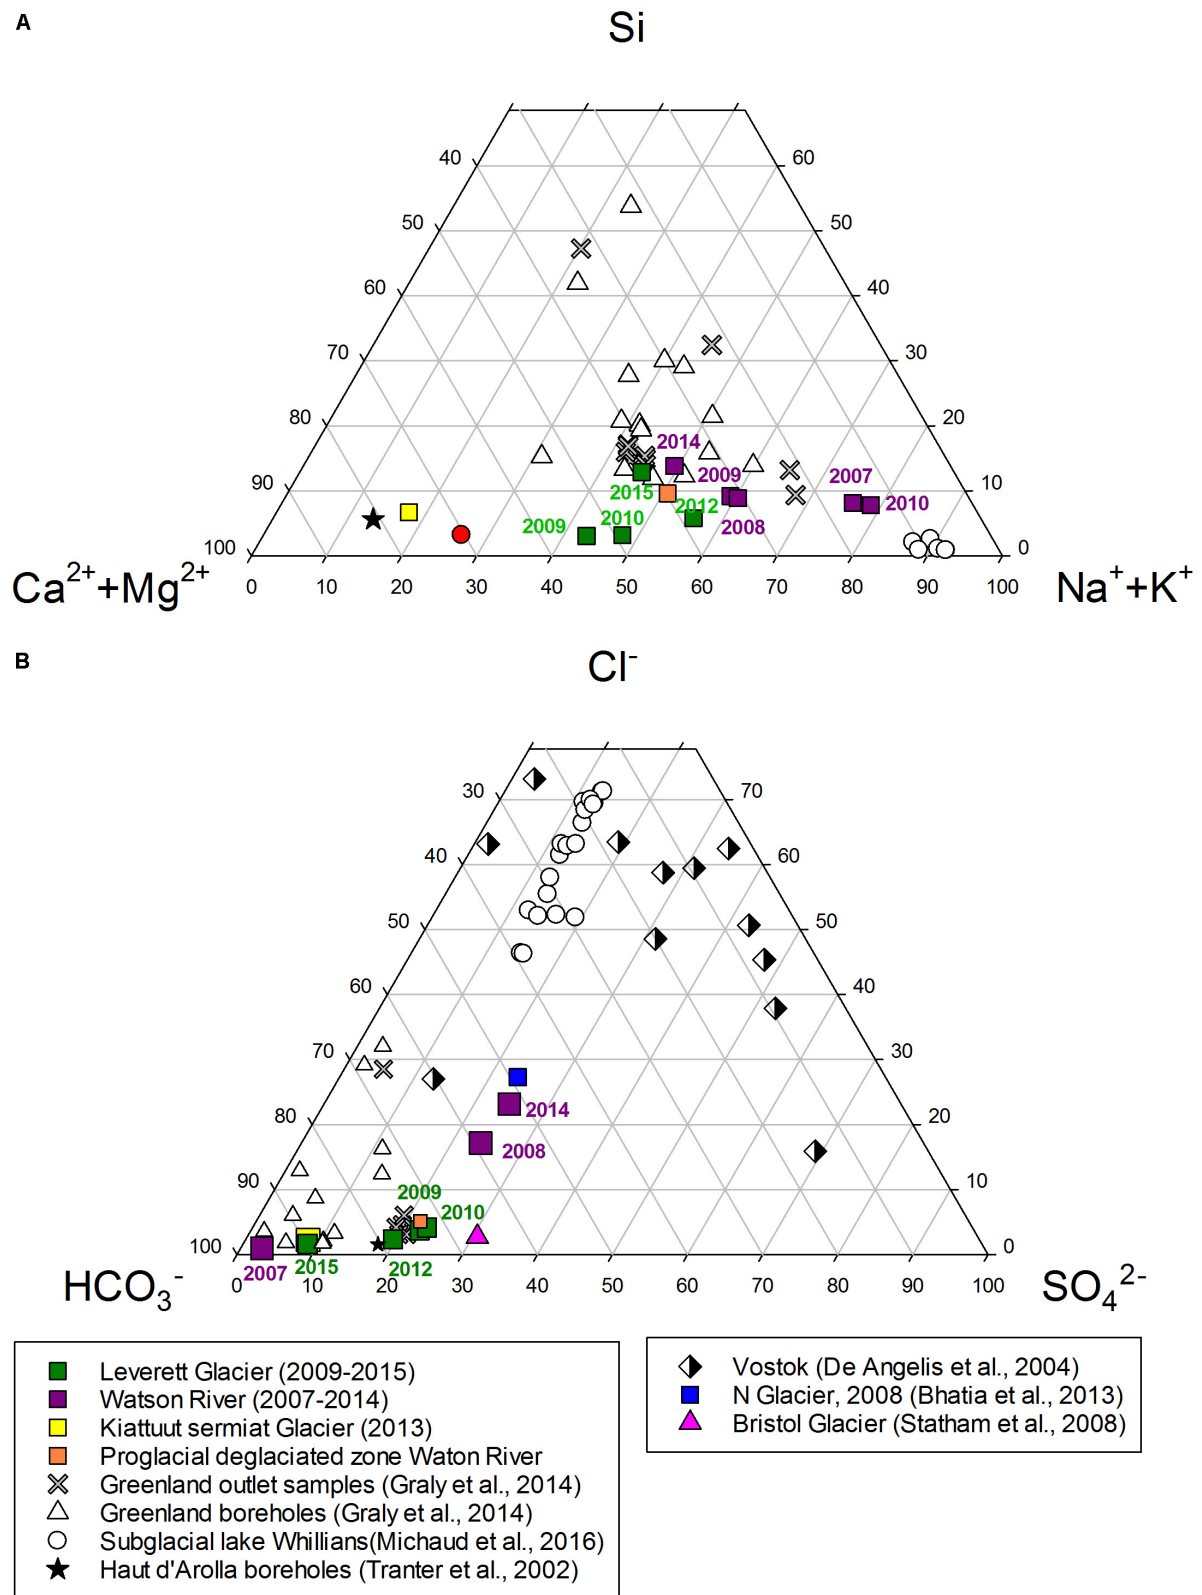 A
Si
40 60
50 50
60 40
70 30
80 20
2014
2009 2007
90 10
2015 2012 2010
2009 2010 2008
100 0
Ca2++Mg2+ Na++K+
0 10 20 30 40 50 60 70 80 90 100
B
Cl-
30 70
40 60
50 50
60 40
70 30
2014
80 20
2008
90 10
2009
2010
100 0
2007 2015 2012
0 10 20 30 40 50 60 70 80 90 100
HCO3- SO42-
Leverett Glacier (2009-2015)
Watson River (2007-2014)
Kiattuut sermiat Glacier (2013)
Proglacial deglaciated zone Waton River
Greenland outlet samples (Graly et al., 2014)
Greenland boreholes (Graly et al., 2014)
Subglacial lake Whillians(Michaud et al., 2016)
Haut d'Arolla boreholes (Tranter et al., 2002)
Vostok (De Angelis et al., 2004)
N Glacier, 2008 (Bhatia et al., 2013)
Bristol Glacier (Statham et al., 2008)